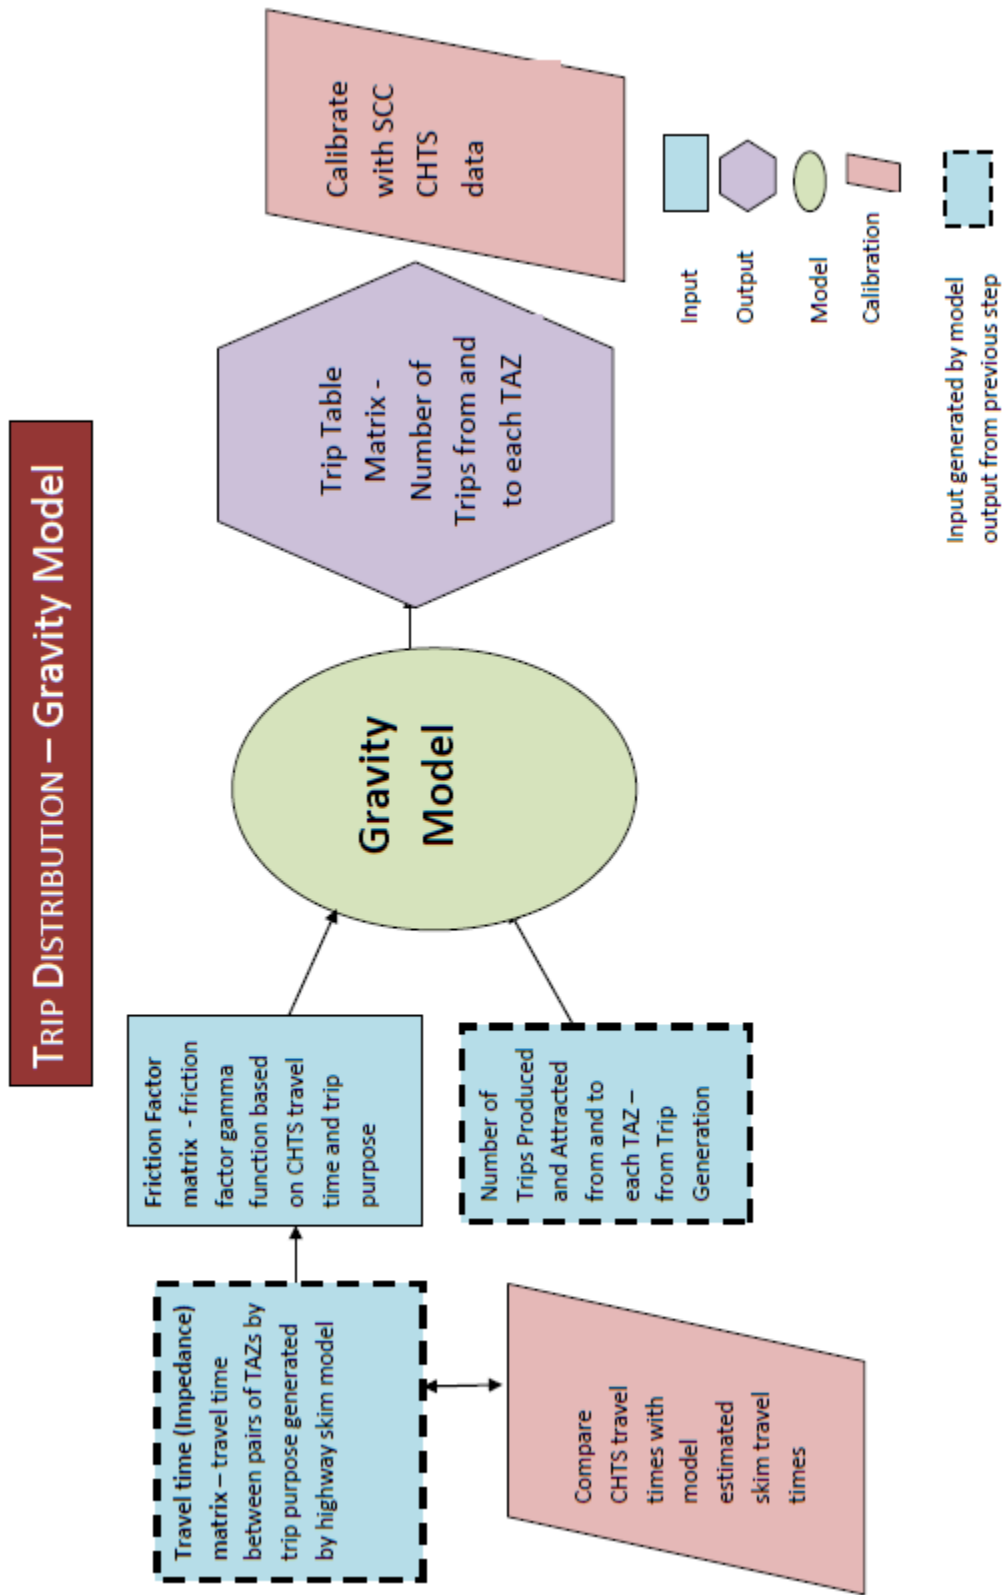 TRIP DISTRIBUTION – Gravity Model
Travel time (Impedance)
matrix – travel time
between pairs of TAZs by
trip purpose generated
by highway skim model
Friction Factor
matrix - friction
factor gamma
function based
on CHTS travel
time and trip
purpose
Compare
CHTS travel
times with
model
estimated
skim travel
times
Number of
Trips Produced
and Attracted
from and to
each TAZ –
from Trip
Generation
Gravity
Model
Trip Table
Matrix -
Number of
Trips from and
to each TAZ
Calibrate
with SCC
CHTS
data
Input
Output
Model
Calibration
Input generated by model
output from previous step